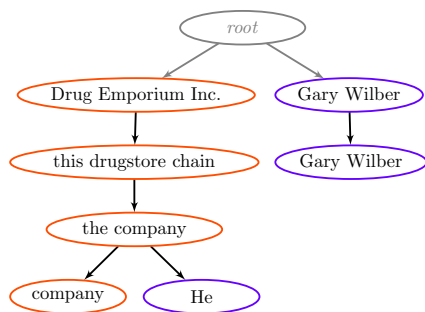 root
Drug Emporium Inc.
Gary Wilber
this drugstore chain
Gary Wilber
the company
company
He